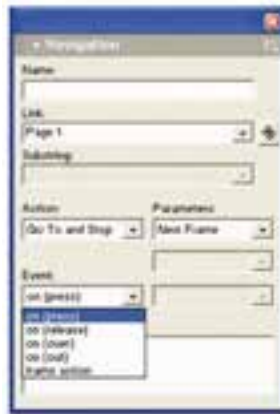 Navigation
Name:
Link:
Page 1
Substring:
Action: Parameters:
Go To and Stop Next Frame
Event:
on (press)
on (press)
on (release)
on (over)
on (out)
frame action